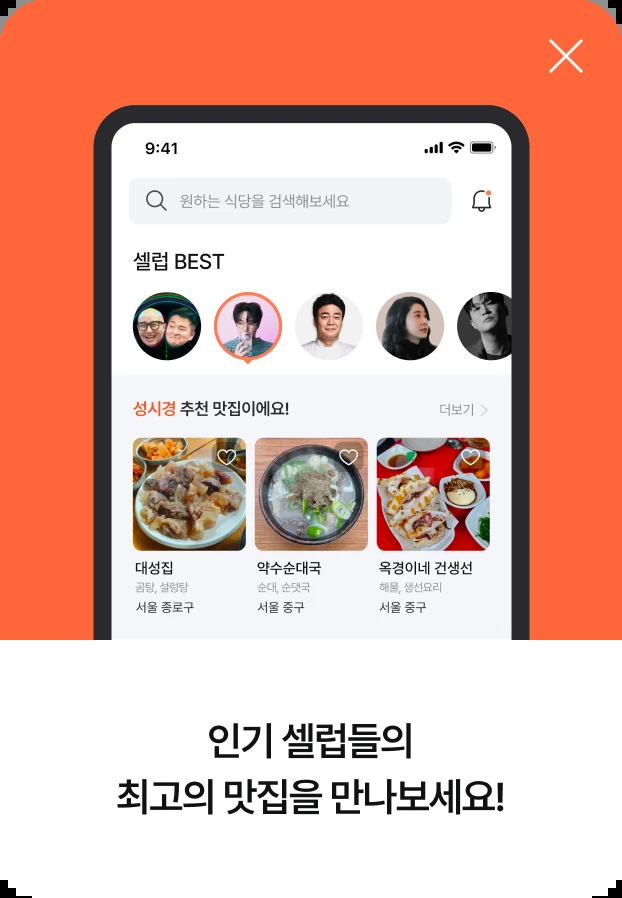 9:41
원하는 식당을 검색해보세요
셀럽 BEST
성시경 추천 맛집이에요!
더보기
대성집
곰탕, 설렁탕
서울 종로구
약수순대국
순대, 순댓국
서울 중구
옥경이네 건생선
해물, 생선요리
서울 중구
인기 셀럽들의
최고의 맛집을 만나보세요!